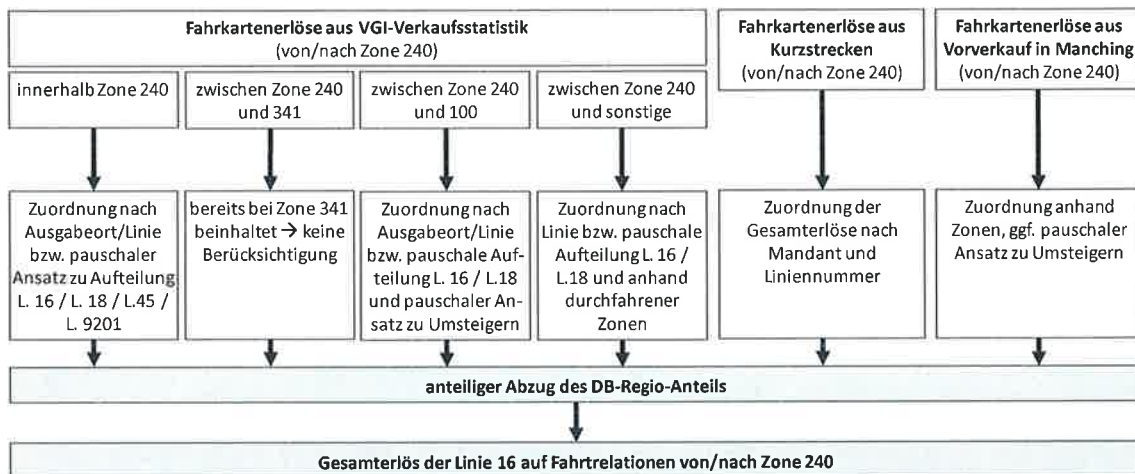 Fahrkartenerlöse aus VGI-Verkaufsstatistik
(von/nach Zone 240)
Fahrkartenerlöse aus
Kurzstrecken
(von/nach Zone 240)
Fahrkartenerlöse aus
Vorverkauf in Manching
(von/nach Zone 240)
innerhalb Zone 240
zwischen Zone 240
und 341
zwischen Zone 240
und 100
zwischen Zone 240
und sonstige
Zuordnung nach
Ausgabeort/Linie
bzw. pauschaler
Ansatz zu Aufteilung
L. 16 / L. 18 / L.45 /
L. 9201
bereits bei Zone 341
beinhaltet → keine
Berücksichtigung
Zuordnung nach
Ausgabeort/Linie
bzw. pauschale Auf-
teilung L. 16 / L.18
und pauschaler An-
satz zu Umsteigern
Zuordnung nach
Linie bzw. pauschale
Aufteilung L. 16 /
L.18 und anhand
durchfahrener
Zonen
Zuordnung der
Gesamterlöse nach
Mandant und
Liniennummer
Zuordnung anhand
Zonen, ggf. pauschaler
Ansatz zu Umsteigern
anteiliger Abzug des DB-Regio-Anteils
Gesamterlös der Linie 16 auf Fahrtrelationen von/nach Zone 240